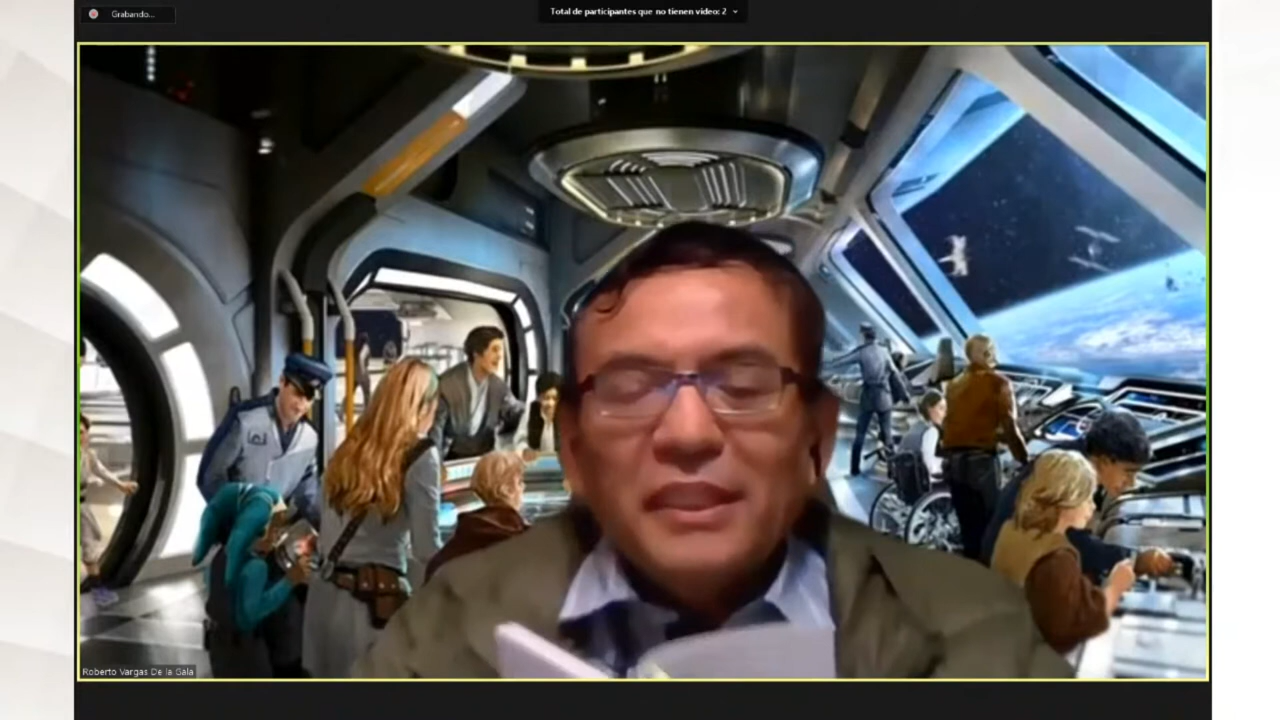 Grabando...
Total de participantes que no tienen video: 2
Roberto Vargas De la Gala